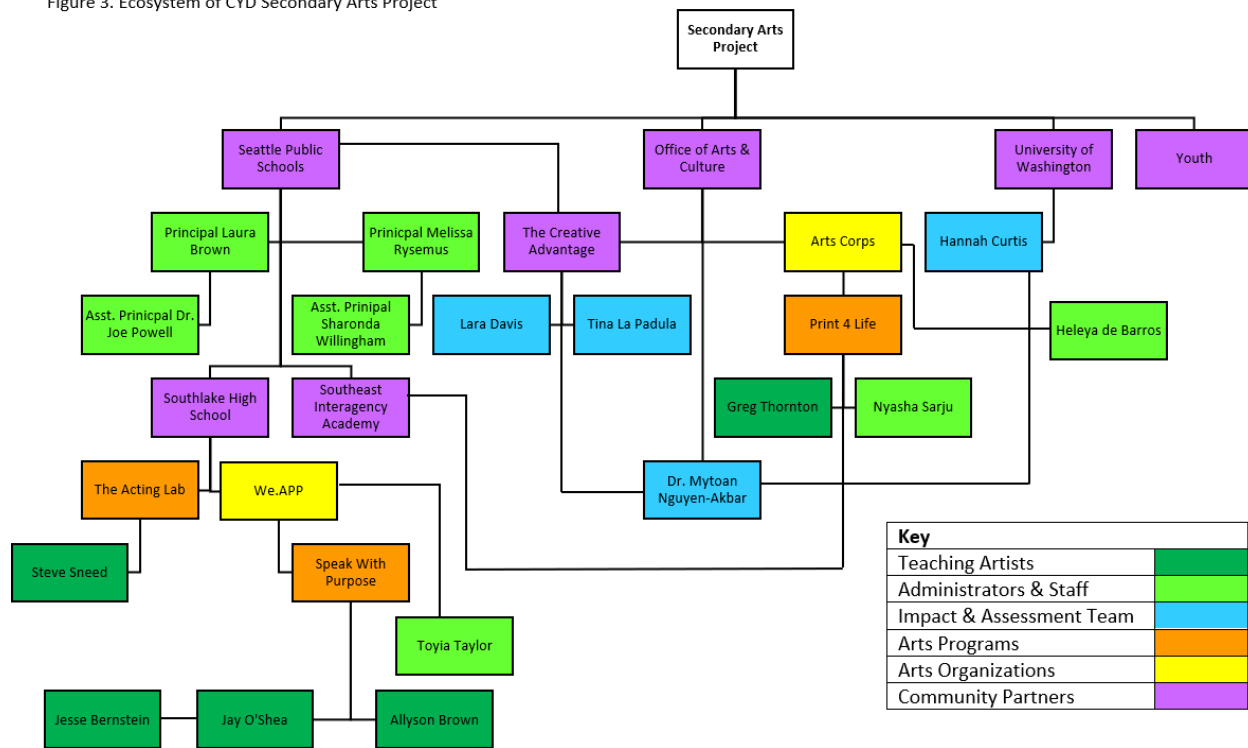 Figure 3. Ecosystem of CYD Secondary Arts Project
Secondary Arts
Project
Seattle Public
Schools
Office of Arts &
Culture
University of
Washington
Youth
Principal Laura
Brown
Prinicpal Melissa
Rysemus
The Creative
Advantage
Arts Corps
Hannah Curtis
Asst. Prinicpal Dr.
Joe Powell
Asst. Prinipal
Sharonda
Willingham
Lara Davis
Tina La Padula
Print 4 Life
Heleya de Barros
Southlake High
School
Southeast
Interagency
Academy
Greg Thornton
Nyasha Sarju
The Acting Lab
We.APP
Dr. Mytoan
Nguyen-Akbar
Steve Sneed
Speak With
Purpose
Toyia Taylor
Jesse Bernstein
Jay O'Shea
Allyson Brown
Key
Teaching Artists
Administrators & Staff
Impact & Assessment Team
Arts Programs
Arts Organizations
Community Partners